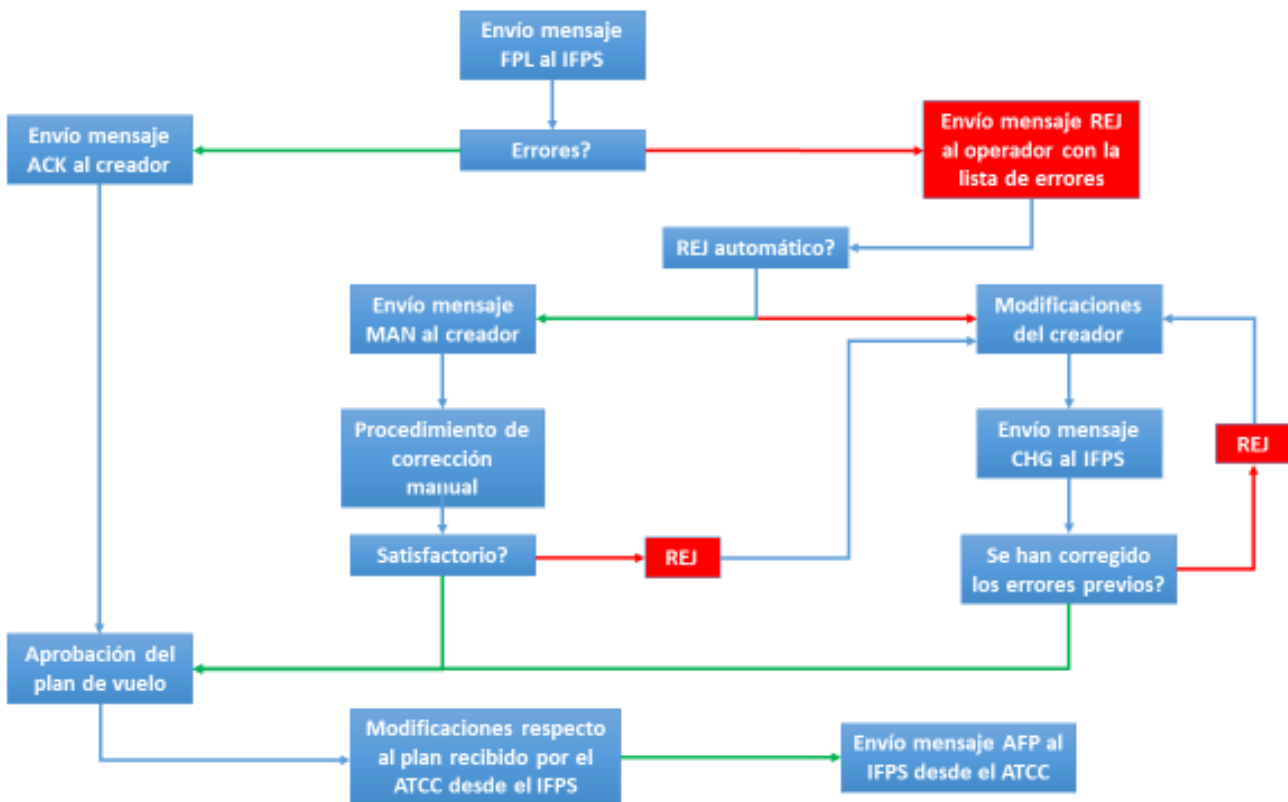 Envío mensaje
FPL al IFPS
Envío mensaje
ACK al creador
Errores?
Envío mensaje REJ
al operador con la
lista de errores
REJ automático?
Envío mensaje
MAN al creador
Modificaciones
del creador
Procedimiento de
corrección
manual
Envío mensaje
CHG al IFPS
REJ
Satisfactorio?
REJ
Se han corregido
los errores previos?
Aprobación del
plan de vuelo
Modificaciones respecto
al plan recibido por el
ATCC desde el IFPS
Envío mensaje AFP al
IFPS desde el ATCC